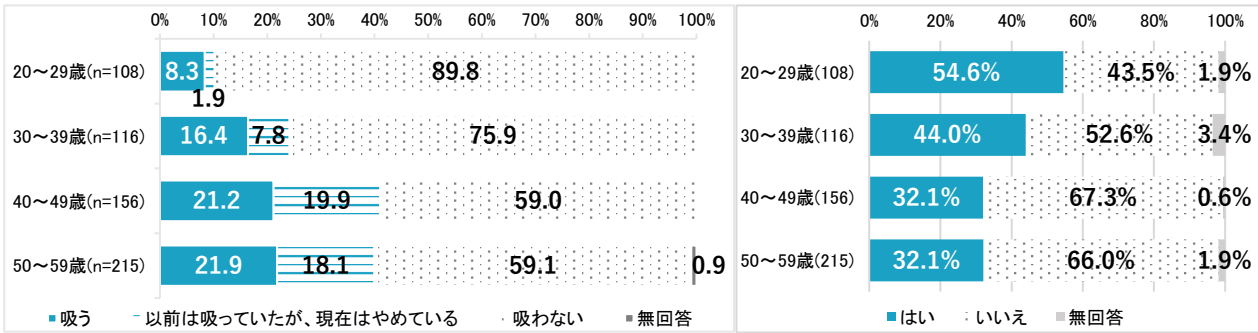 0% 10% 20% 30% 40% 50% 60% 70% 80% 90% 100%
20～29歳(n=108) 8.3 1.9 89.8
30～39歳(n=116) 16.4 7.8 75.9
40～49歳(n=156) 21.2 19.9 59.0
50～59歳(n=215) 21.9 18.1 59.1 0.9
吸う 以前は吸っていたが、現在はやめている 吸わない 無回答
0% 20% 40% 60% 80% 100%
20～29歳(108) 54.6% 43.5% 1.9%
30～39歳(116) 44.0% 52.6% 3.4%
40～49歳(156) 32.1% 67.3% 0.6%
50～59歳(215) 32.1% 66.0% 1.9%
はい いいえ 無回答